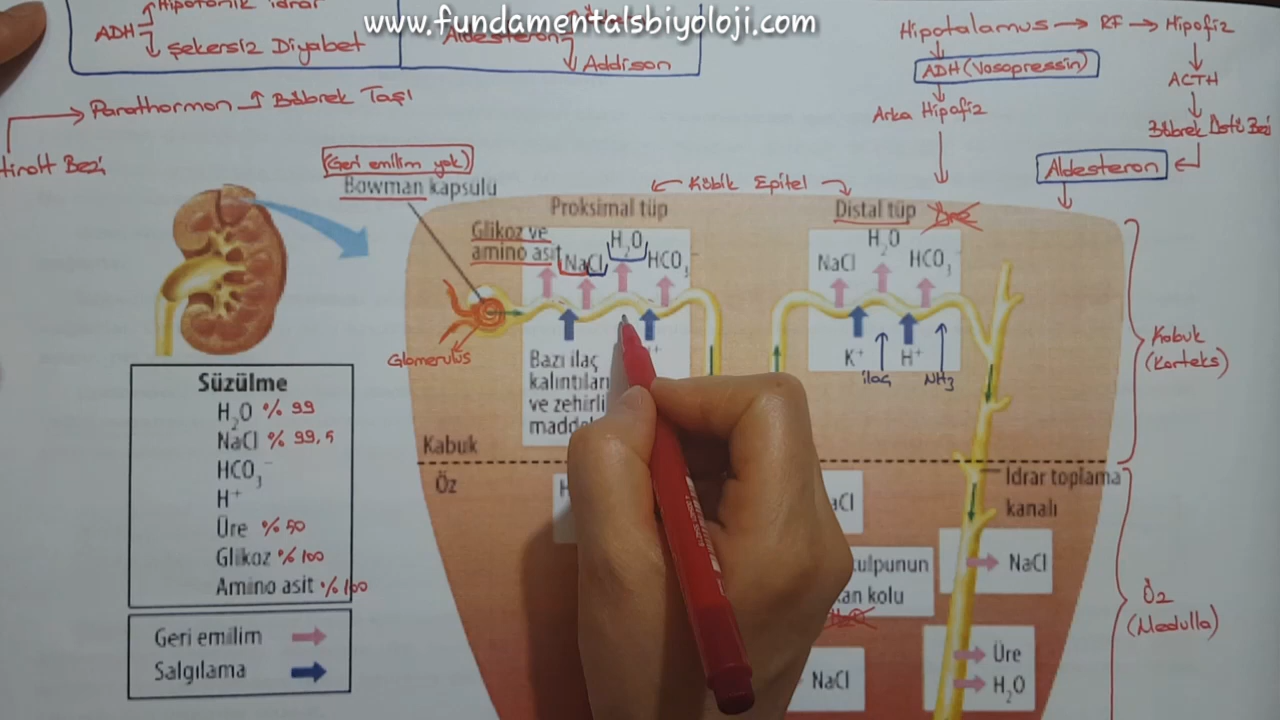 www.fundamentalsbiyoloji.com
Hipotonik idrar
ADH
Şekersiz Diyabet
Aldesteron
Addison
Hipotalamus → RF → Hipofiz
ADH (Vasopressin)
ACTH
Arka Hipofiz
Böbrek Üstü Bezi
Aldesteron
Parathormon → ↑ Böbrek Taşı
tiroit Bezi
(Geri emilim yok)
Bowman kapsülü
Kübik Epitel
Proksimal tüp
Distal tüp
Glikoz ve
amino asit
NaCl
H₂O
HCO₃⁻
NaCl
H₂O
HCO₃⁻
Glomerulus
Bazı ilaç
kalıntıları
ve zehirli
K⁺
H⁺
ilaç
NH₃
Kabuk
(Korteks)
Kabuk
Öz
İdrar toplama
kanalı
NaCl
kolu
NaCl
Üre
H₂O
Öz
(Medulla)
Süzülme
H₂O % 99
NaCl % 99,5
HCO₃⁻
H⁺
Üre % 50
Glikoz % 100
Amino asit % 100
Geri emilim
Salgılama